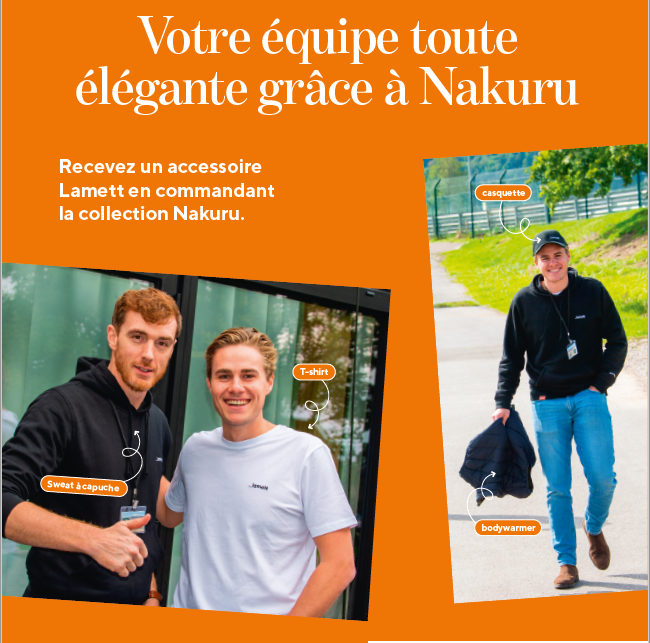 Votre équipe toute
élégante grâce à Nakuru
Recevez un accessoire
Lamett en commandant
la collection Nakuru.
casquette
T-shirt
Sweat à capuche
Lamett
bodywarmer